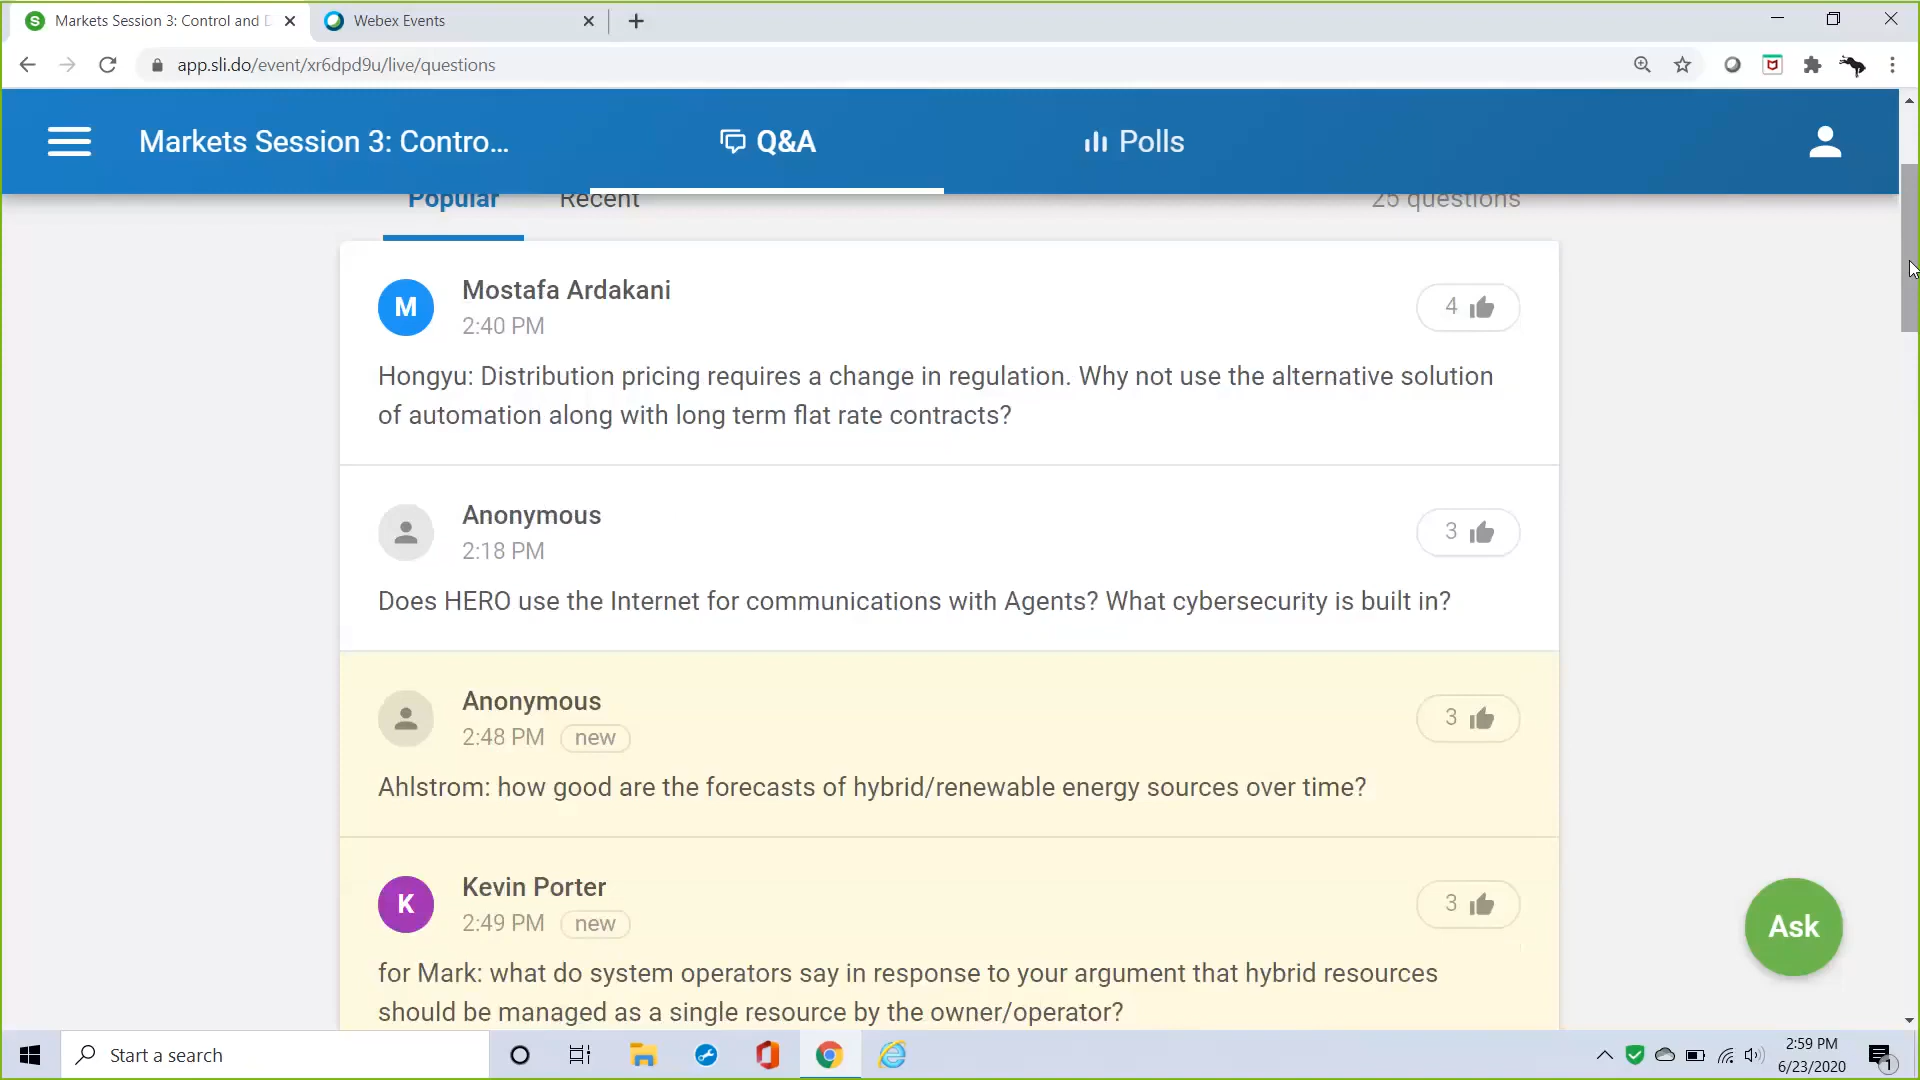 Markets Session 3: Control and D
Webex Events
app.sli.do/event/xr6dpd9u/live/questions
Markets Session 3: Contro...
Q&A
Polls
Popular
Recent
25 questions
M
Mostafa Ardakani
2:40 PM
4
Hongyu: Distribution pricing requires a change in regulation. Why not use the alternative solution
of automation along with long term flat rate contracts?
Anonymous
2:18 PM
3
Does HERO use the Internet for communications with Agents? What cybersecurity is built in?
Anonymous
2:48 PM new
3
Ahlstrom: how good are the forecasts of hybrid/renewable energy sources over time?
K
Kevin Porter
2:49 PM new
3
for Mark: what do system operators say in response to your argument that hybrid resources
should be managed as a single resource by the owner/operator?
Ask
Start a search
2:59 PM
6/23/2020
1